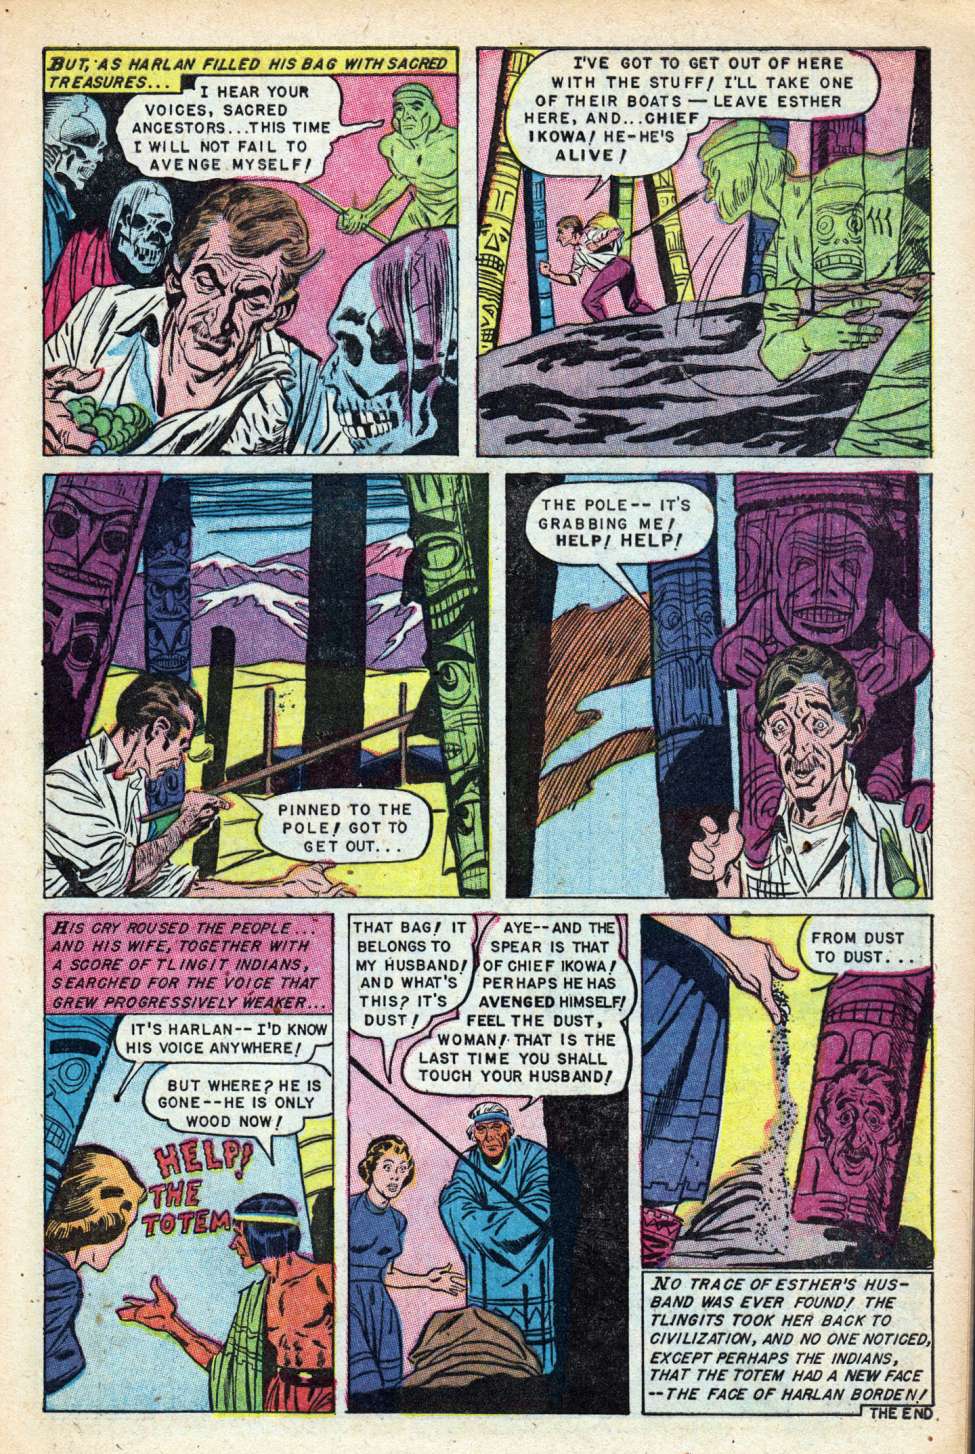 BUT, AS HARLAN FILLED HIS BAG WITH SACRED
TREASURES...
I HEAR YOUR
VOICES, SACRED
ANCESTORS...THIS TIME
I WILL NOT FAIL TO
AVENGE MYSELF!
I'VE GOT TO GET OUT OF HERE
WITH THE STUFF! I'LL TAKE ONE
OF THEIR BOATS — LEAVE ESTHER
HERE, AND...CHIEF
IKOWA! HE-HE'S
ALIVE!
PINNED TO THE
POLE! GOT TO
GET OUT...
THE POLE-- IT'S
GRABBING ME!
HELP! HELP!
HIS CRY ROUSED THE PEOPLE...
AND HIS WIFE, TOGETHER WITH
A SCORE OF TLINGIT INDIANS,
SEARCHED FOR THE VOICE THAT
GREW PROGRESSIVELY WEAKER...
IT'S HARLAN-- I'D KNOW
HIS VOICE ANYWHERE!
BUT WHERE? HE IS
GONE--HE IS ONLY
WOOD NOW!
HELP!
THE
TOTEM
THAT BAG! IT
BELONGS TO
MY HUSBAND!
AND WHAT'S
THIS? IT'S
DUST!
AYE--AND THE
SPEAR IS THAT
OF CHIEF IKOWA!
PERHAPS HE HAS
AVENGED HIMSELF!
FEEL THE DUST,
WOMAN! THAT IS THE
LAST TIME YOU SHALL
TOUCH YOUR HUSBAND!
FROM DUST
TO DUST...
NO TRACE OF ESTHER'S HUS-
BAND WAS EVER FOUND! THE
TLINGITS TOOK HER BACK TO
CIVILIZATION, AND NO ONE NOTICED,
EXCEPT PERHAPS THE INDIANS,
THAT THE TOTEM HAD A NEW FACE
--THE FACE OF HARLAN BORDEN!
THE END